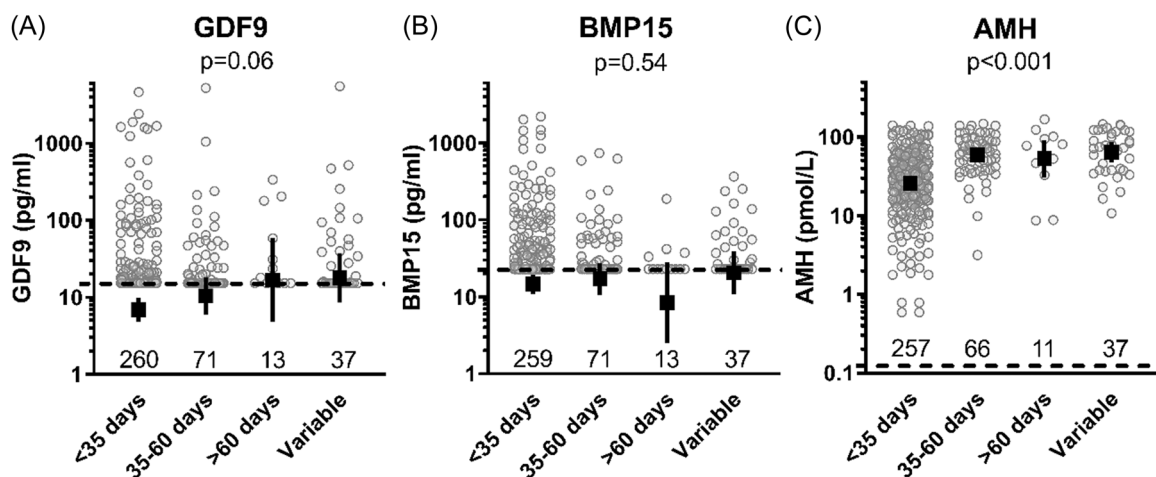 (A)
GDF9
p=0.06
GDF9 (pg/ml)
1000
100
10
1
260 71 13 37
<35 days
35-60 days
>60 days
Variable
(B)
BMP15
p=0.54
BMP15 (pg/ml)
1000
100
10
1
259 71 13 37
<35 days
35-60 days
>60 days
Variable
(C)
AMH
p<0.001
AMH (pmol/L)
100
10
1
0.1
257 66 11 37
<35 days
35-60 days
>60 days
Variable